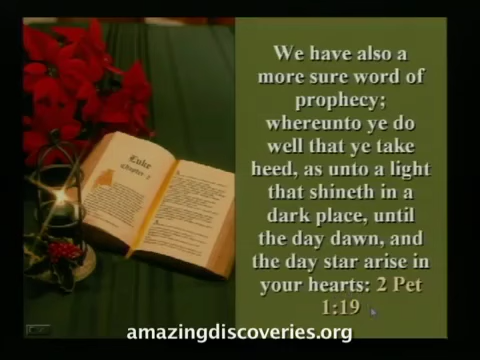 We have also a
more sure word of
prophecy;
whereunto ye do
well that ye take
heed, as unto a light
that shineth in a
dark place, until
the day dawn, and
the day star arise in
your hearts: 2 Pet
1:19
Luke
amazingdiscoveries.org